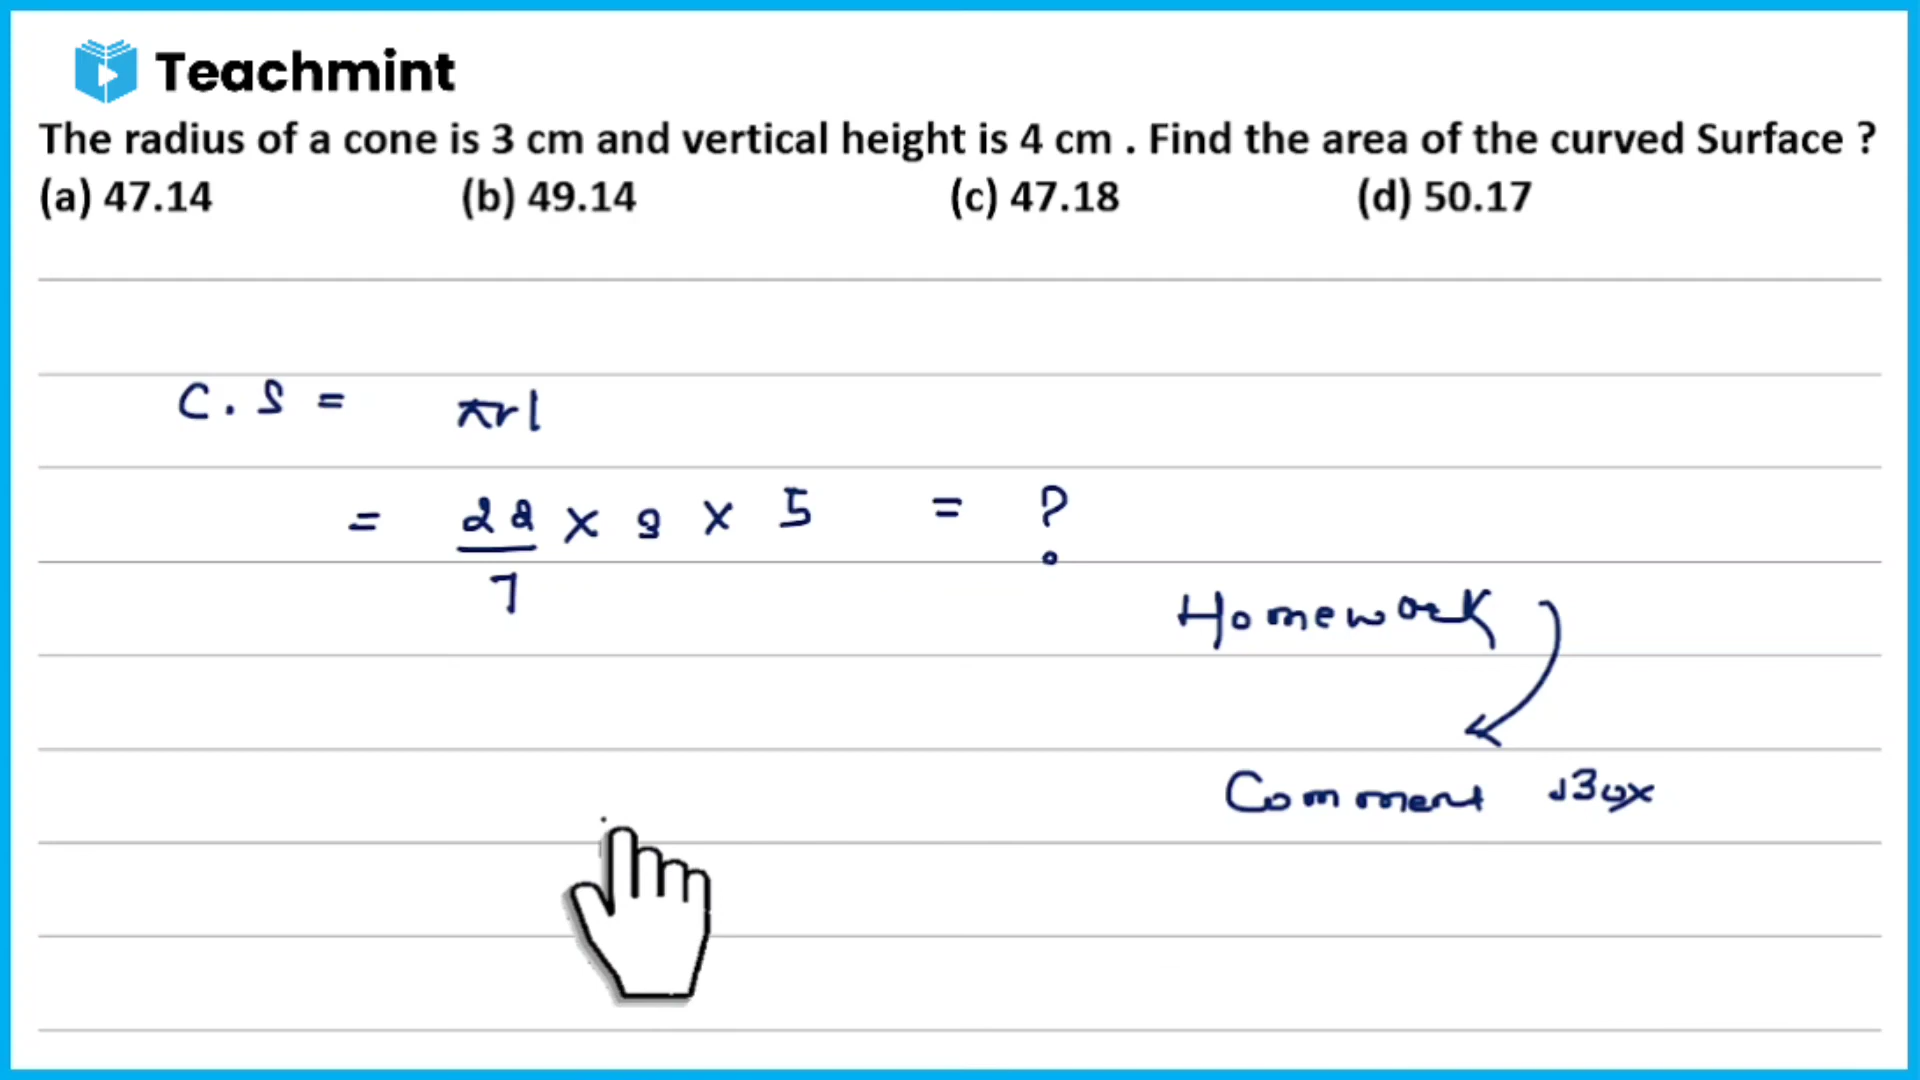 Teachmint
The radius of a cone is 3 cm and vertical height is 4 cm . Find the area of the curved Surface ?
(a) 47.14 (b) 49.14 (c) 47.18 (d) 50.17
C.S = πrl
= 22/7 × 3 × 5 = ?
Homework
Comment Box